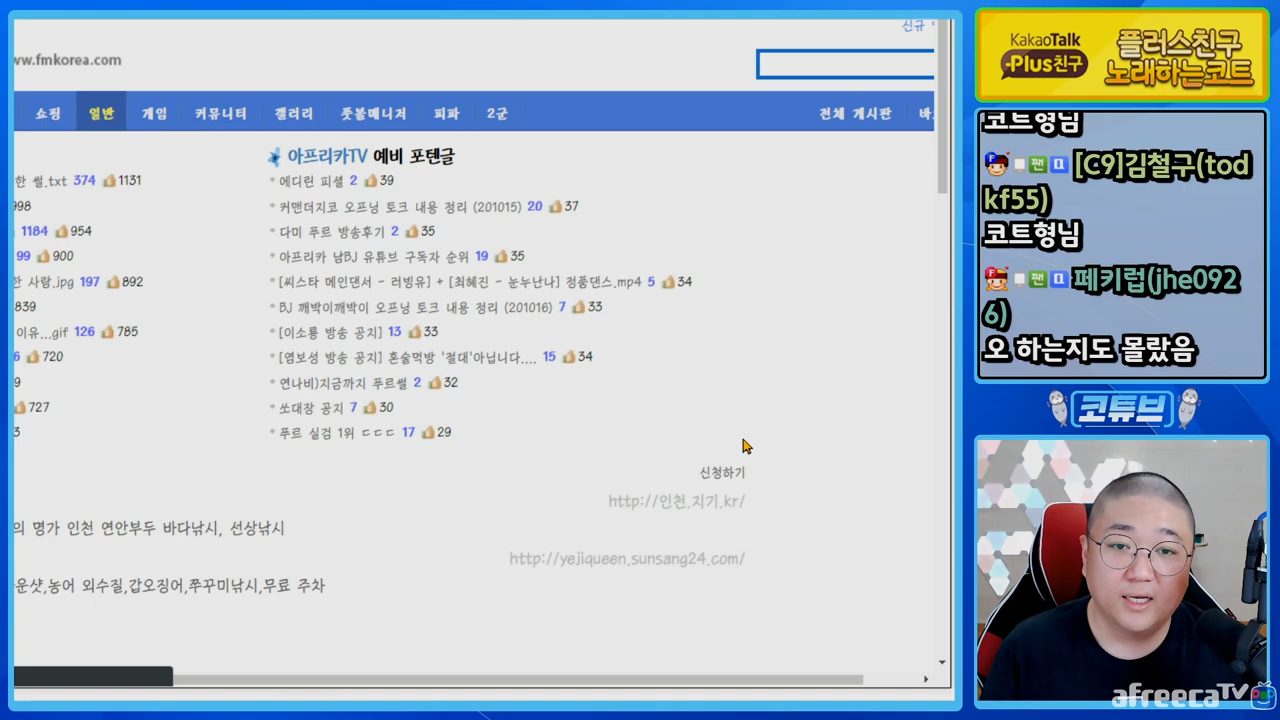 신규
ww.fmkorea.com
쇼핑 일반 게임 커뮤니티 갤러리 풋볼매니저 피파 2군 전체 게시판 바
아프리카TV 예비 포텐글
한 썰.txt 374 1131
998
1184 954
99 900
한 사람.jpg 197 892
839
이유...gif 126 785
6 720
9
727
3
에디린 피셜 2 39
커맨더지코 오프닝 토크 내용 정리 (201015) 20 37
다미 푸르 방송후기 2 35
아프리카 남BJ 유튜브 구독자 순위 19 35
[씨스타 메인댄서 - 러빙유] + [최혜진 - 눈누난나] 정품댄스.mp4 5 34
BJ 깨박이깨박이 오프닝 토크 내용 정리 (201016) 7 33
[이소룡 방송 공지] 13 33
[염보성 방송 공지] 혼술먹방 '절대'아닙니다.... 15 34
연나비)지금까지 푸르썰 2 32
쏘대장 공지 7 30
푸르 실검 1위 ㄷㄷㄷ 17 29
신청하기
http://인천.지기.kr/
의 명가 인천 연안부두 바다낚시, 선상낚시
http://yejiqueen.sunsang24.com/
운샷,농어 외수질,갑오징어,쭈꾸미낚시,무료 주차
KakaoTalk
Plus친구
플러스친구
노래하는코트
코트형님
F 팬 [C9]김철구(tod
kf55)
코트형님
F 팬 페키럽(jhe092
6)
오 하는지도 몰랐음
코튜브
afreecaTV